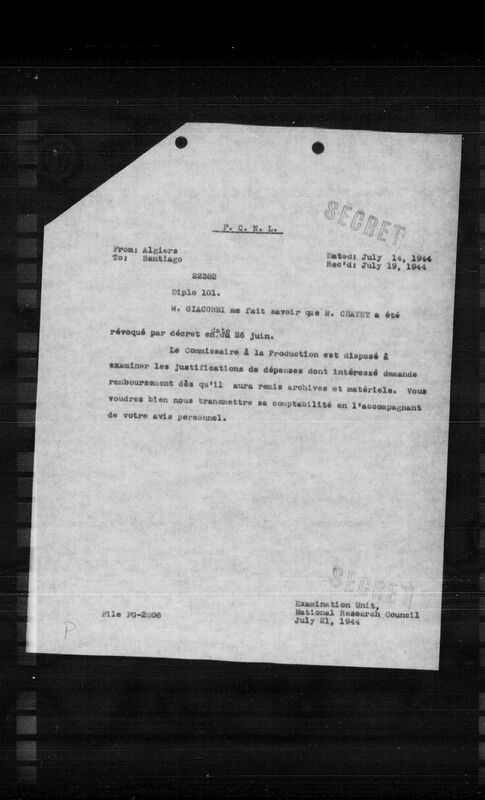 SECRET
F. C. N. L.
From: Algiers
To: Santiago
Dated: July 14, 1944
Rec'd: July 19, 1944
22382
Diplo 101.
M. GIACOBBI me fait savoir que M. CHAYET a été
révoqué par décret en date du 26 juin.
Le Commissaire à la Production est disposé à
examiner les justifications de dépenses dont intéressé demande
remboursement dès qu'il aura remis archives et matériels. Vous
voudrez bien nous transmettre sa comptabilité en l'accompagnant
de votre avis personnel.
SECRET
Examination Unit,
National Research Council
July 21, 1944
File FG-2806
P